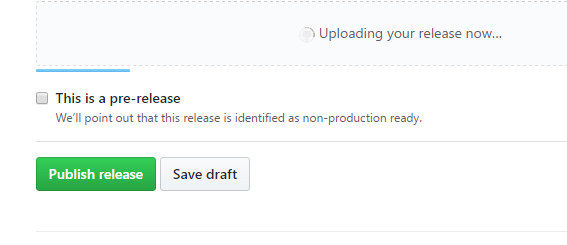 Uploading your release now...
This is a pre-release
We'll point out that this release is identified as non-production ready.
Publish release
Save draft